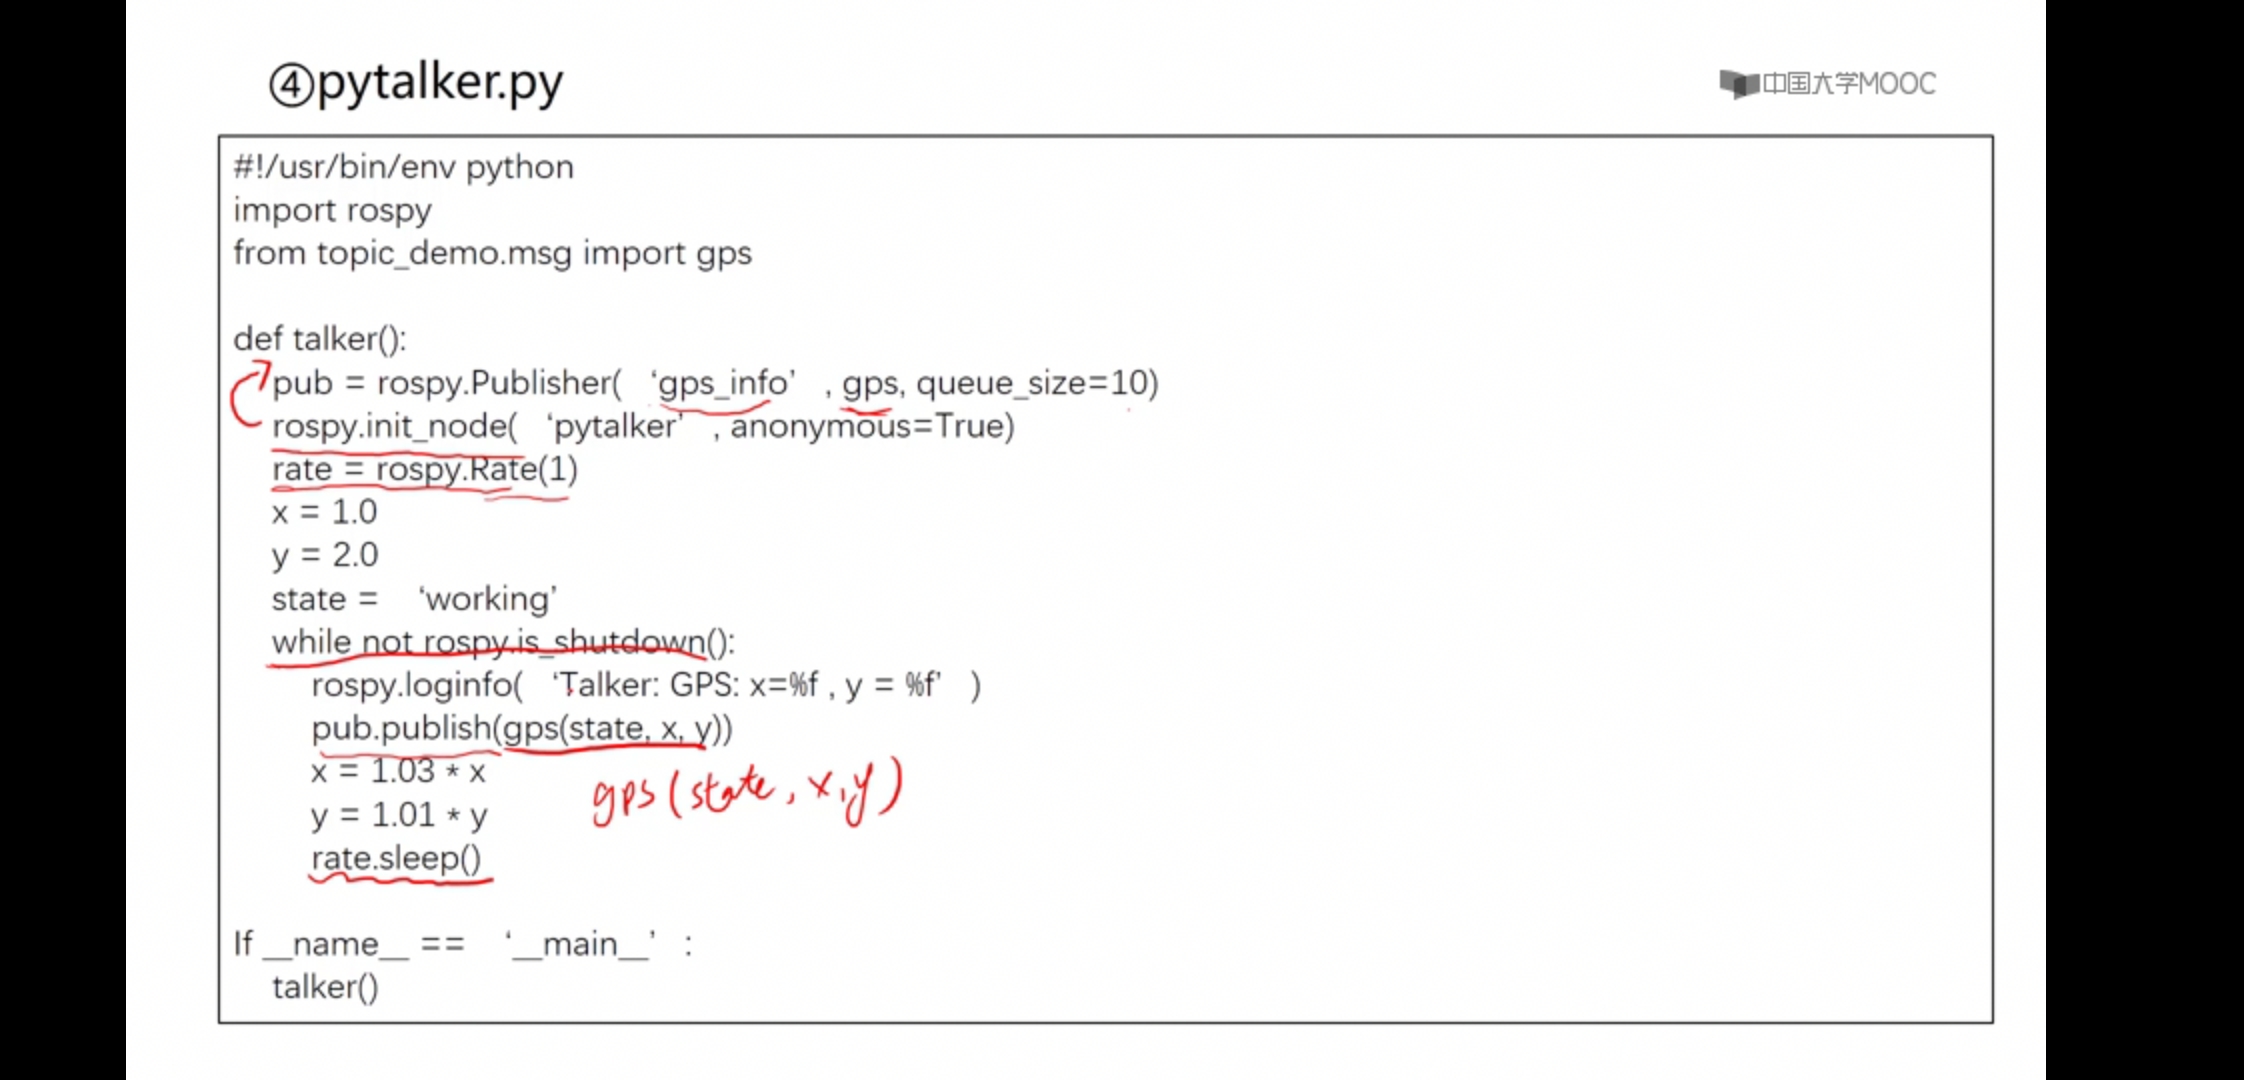 ④pytalker.py
中国大学MOOC
#!/usr/bin/env python
import rospy
from topic_demo.msg import gps
def talker():
pub = rospy.Publisher( ‘gps_info’ , gps, queue_size=10)
rospy.init_node( ‘pytalker’ , anonymous=True)
rate = rospy.Rate(1)
x = 1.0
y = 2.0
state = ‘working’
while not rospy.is_shutdown():
rospy.loginfo( ‘Talker: GPS: x=%f , y = %f’ )
pub.publish(gps(state, x, y))
x = 1.03 * x
gps(state, x,y)
y = 1.01 * y
rate.sleep()
If __name__ == ‘__main__’ :
talker()